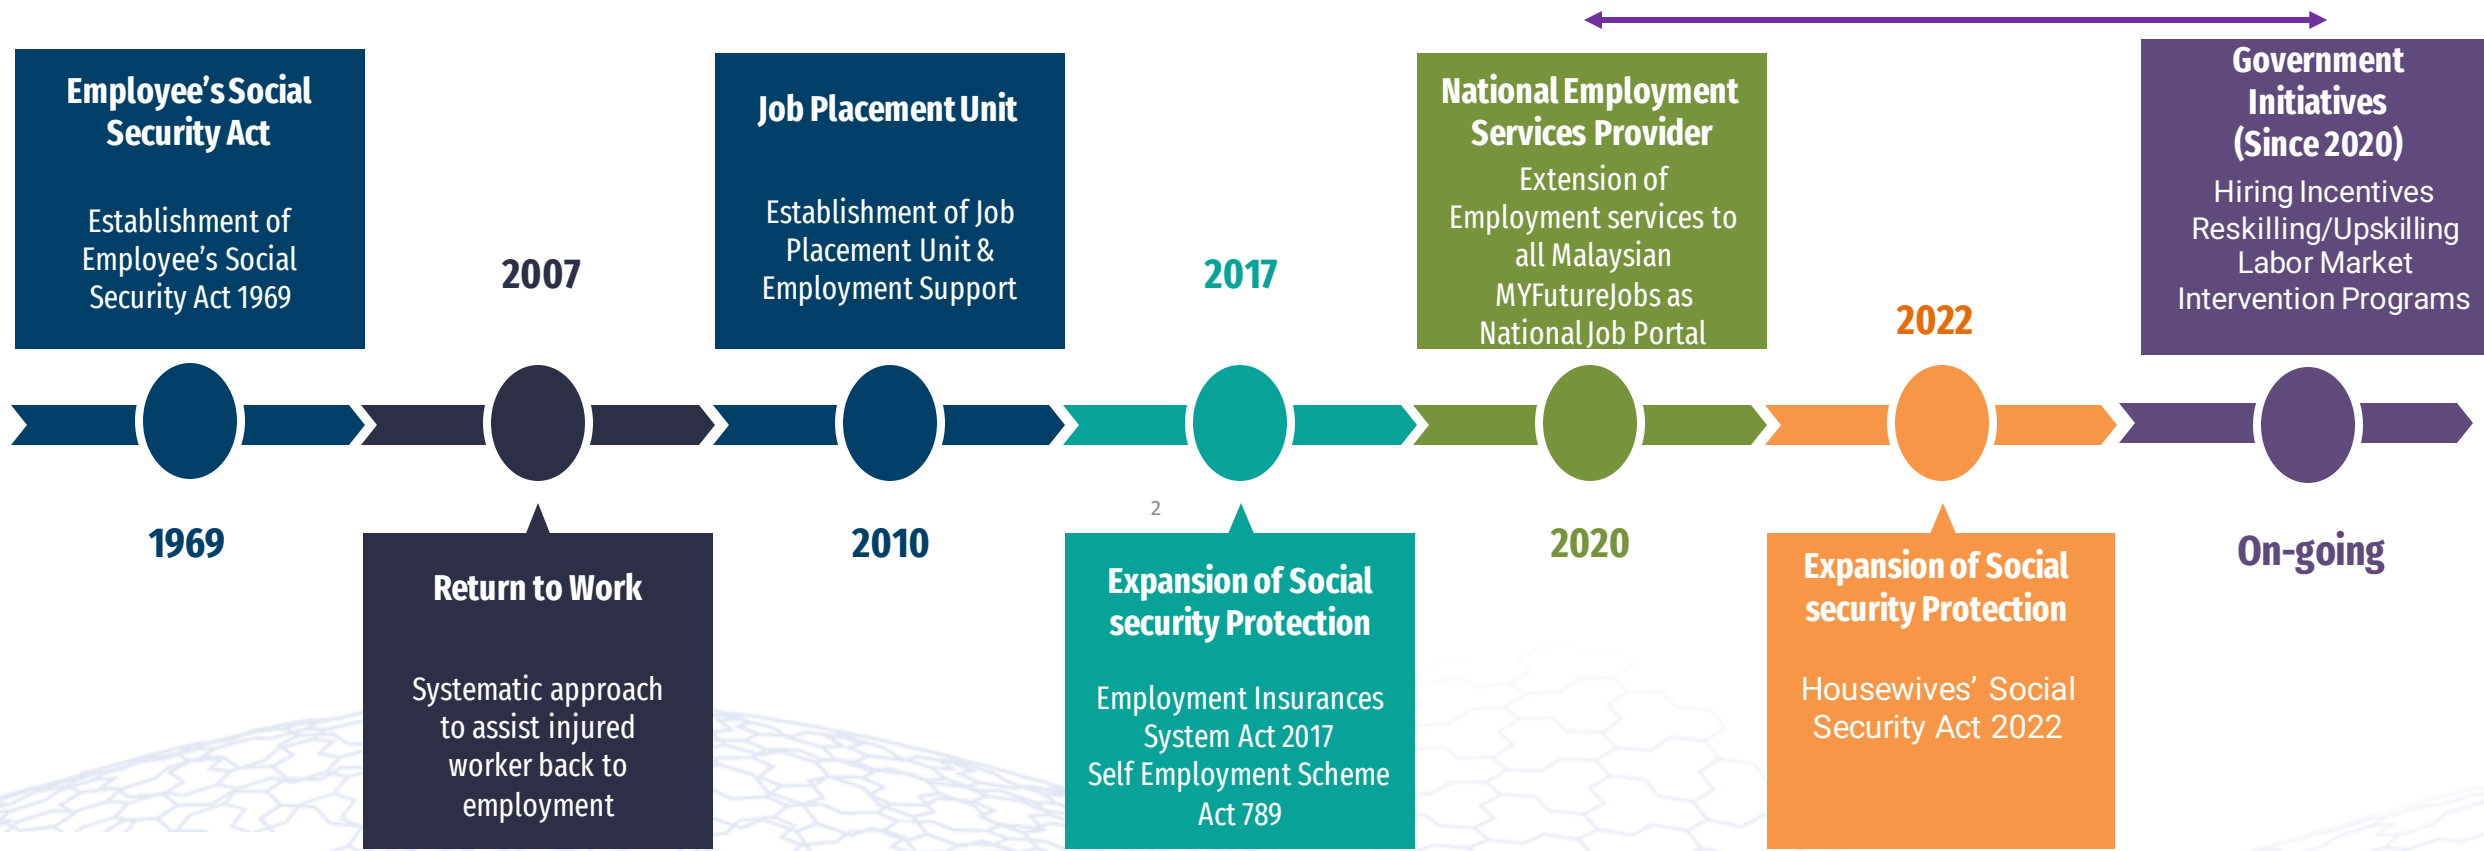 Employee's Social
Security Act
Establishment of
Employee's Social
Security Act 1969
1969
2007
Return to Work
Systematic approach
to assist injured
worker back to
employment
Job Placement Unit
Establishment of Job
Placement Unit &
Employment Support
2010
2017
2
Expansion of Social
security Protection
Employment Insurances
System Act 2017
Self Employment Scheme
Act 789
National Employment
Services Provider
Extension of
Employment services to
all Malaysian
MYFutureJobs as
National Job Portal
2020
2022
Expansion of Social
security Protection
Housewives' Social
Security Act 2022
Government
Initiatives
(Since 2020)
Hiring Incentives
Reskilling/Upskilling
Labor Market
Intervention Programs
On-going